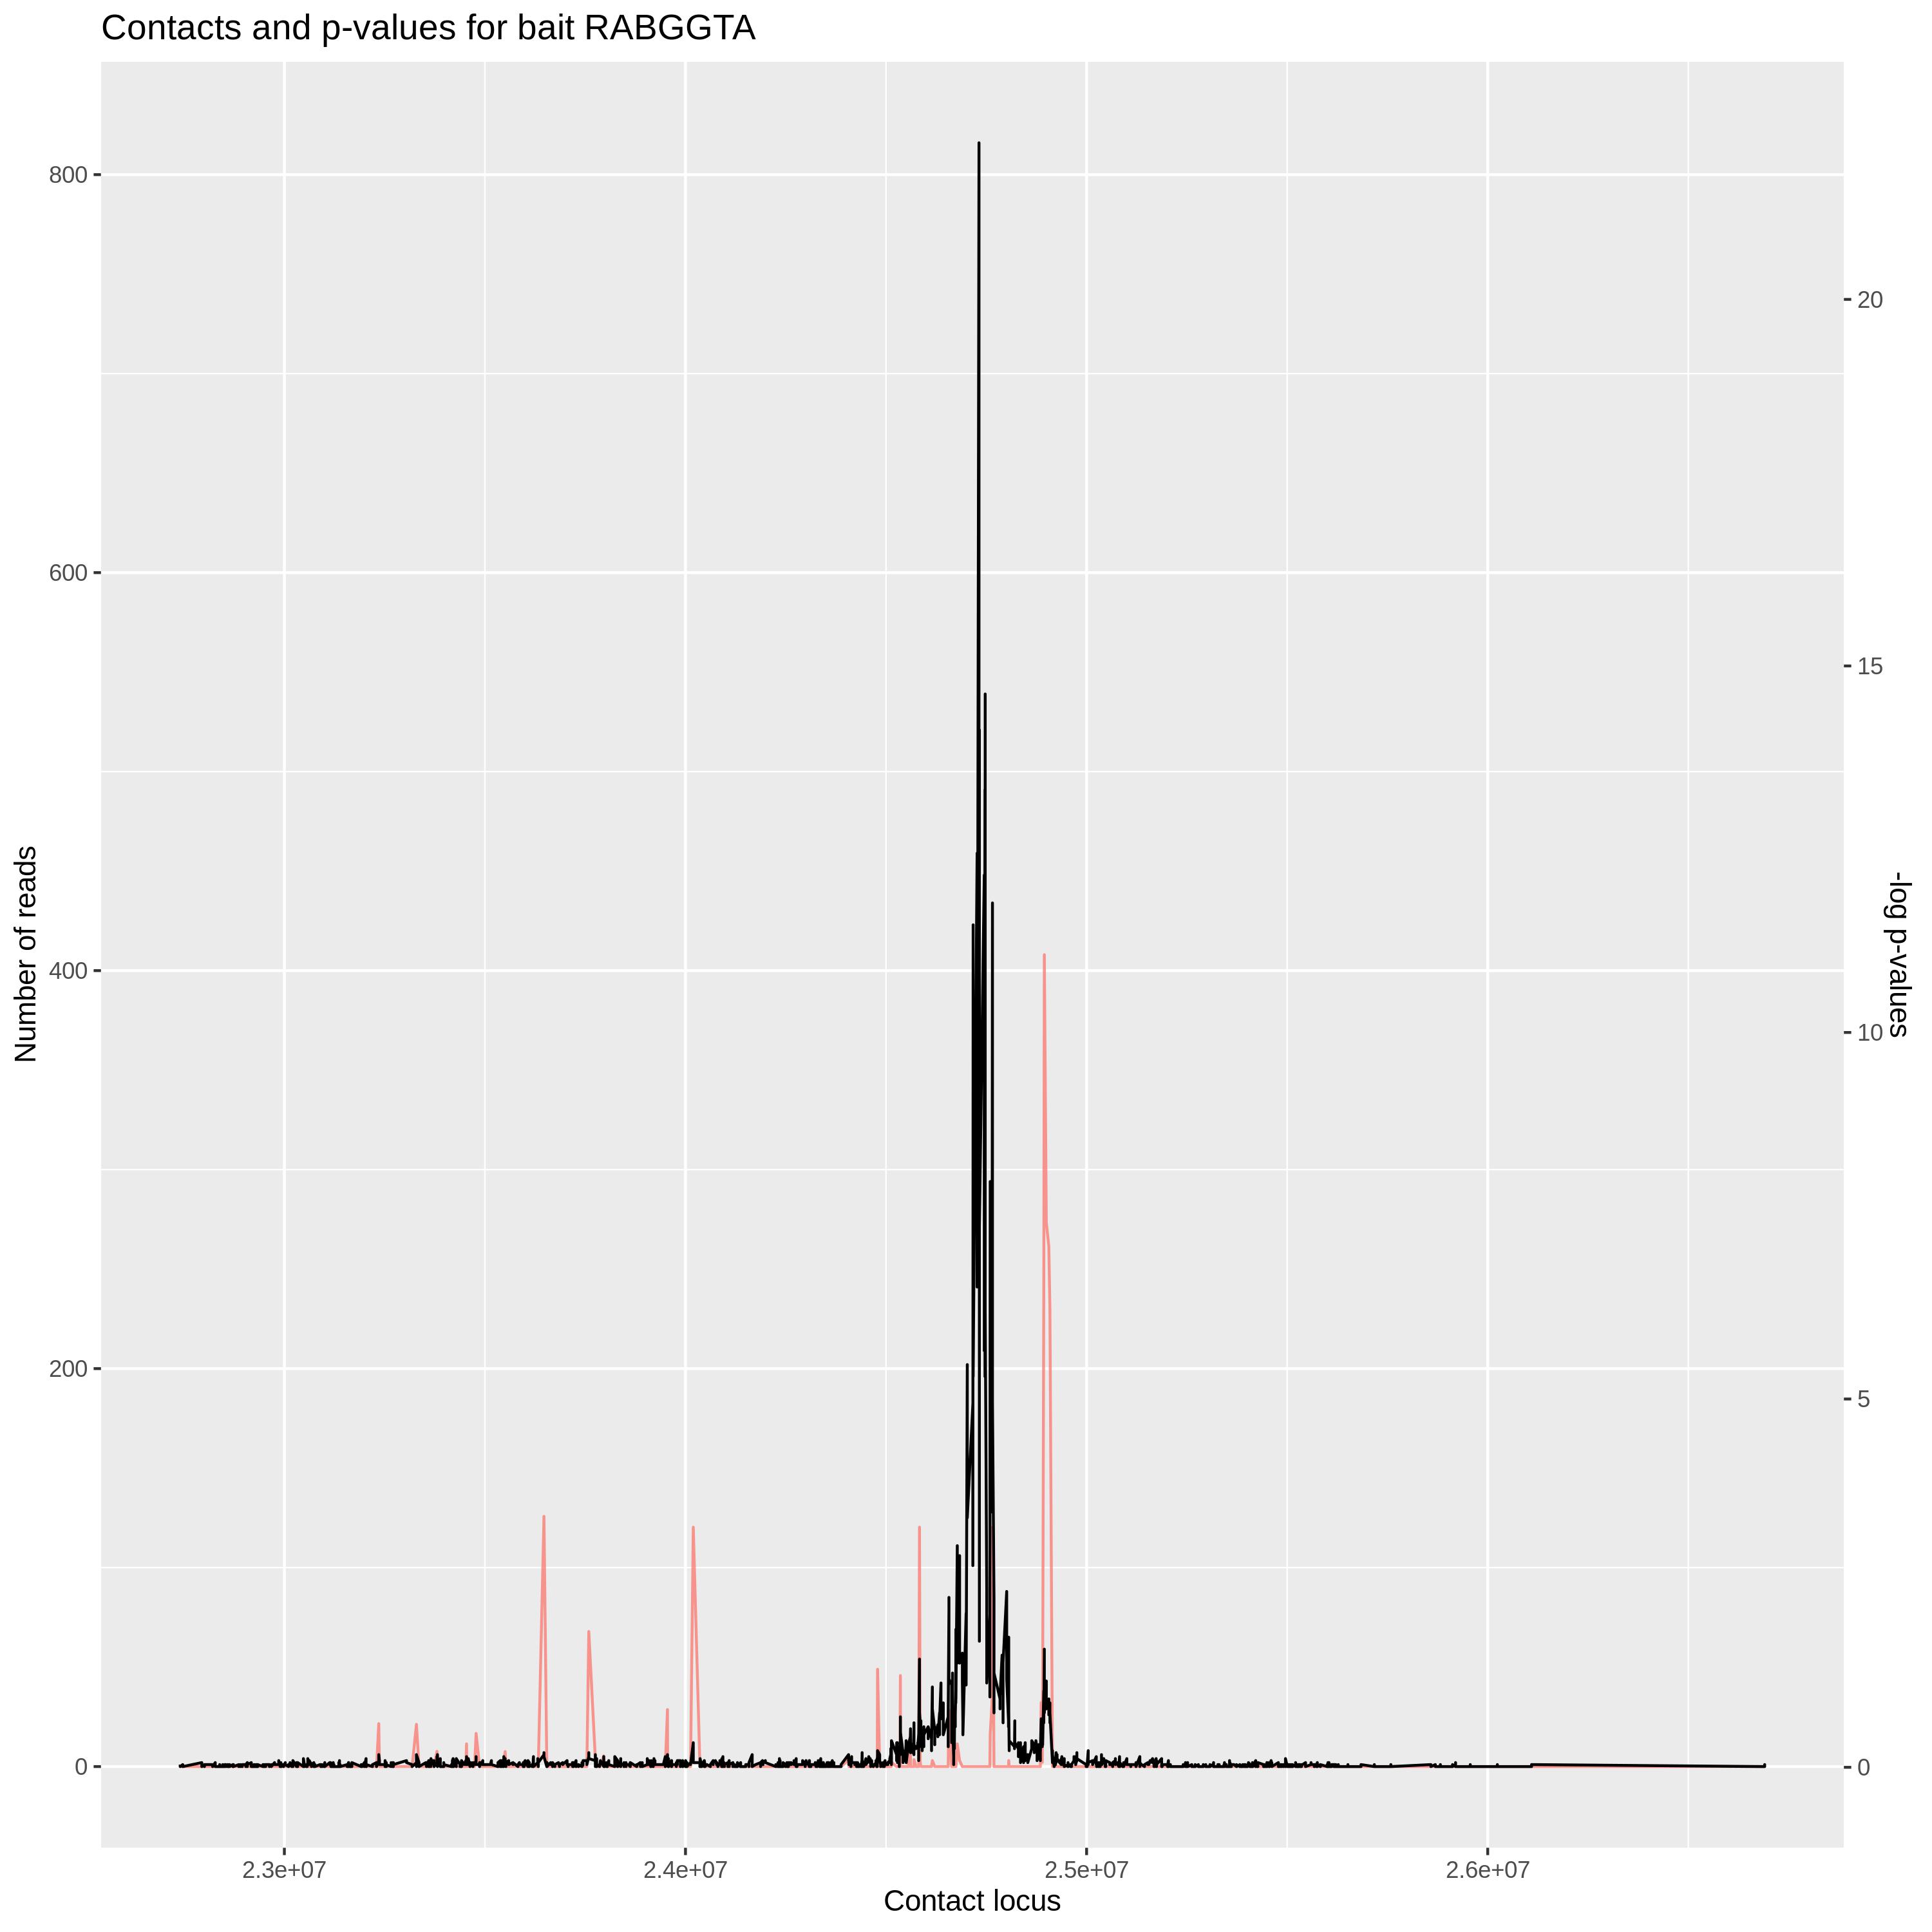 Contacts and p-values for bait RABGGTA
800
600
400
200
0
Number of reads
20
15
10
5
0
-log p-values
2.3e+07
2.4e+07
2.5e+07
2.6e+07
Contact locus